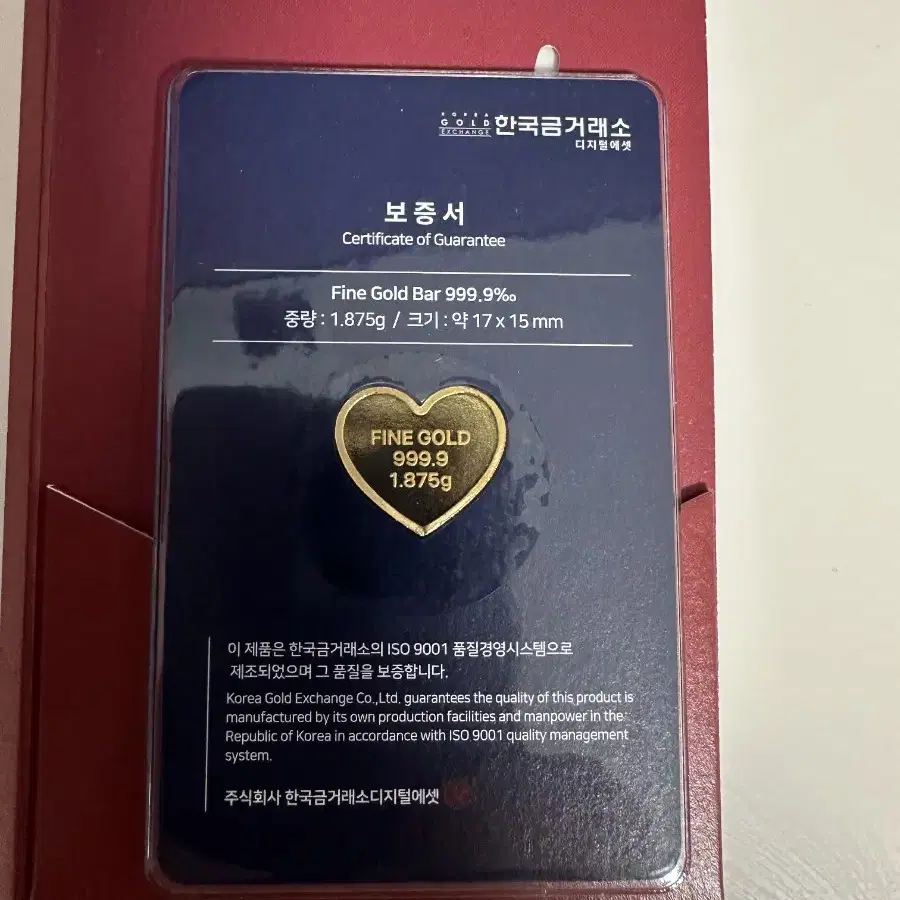 KOREA
GOLD
EXCHANGE
한국금거래소
디지털에셋
보증서
Certificate of Guarantee
Fine Gold Bar 999.9‰
중량 : 1.875g / 크기 : 약 17 x 15 mm
FINE GOLD
999.9
1.875g
이 제품은 한국금거래소의 ISO 9001 품질경영시스템으로
제조되었으며 그 품질을 보증합니다.
Korea Gold Exchange Co.,Ltd. guarantees the quality of this product is
manufactured by its own production facilities and manpower in the
Republic of Korea in accordance with ISO 9001 quality management
system.
주식회사 한국금거래소디지털에셋